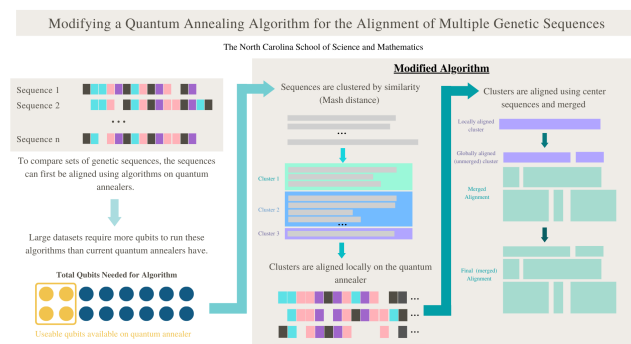 Modifying a Quantum Annealing Algorithm for the Alignment of Multiple Genetic Sequences
The North Carolina School of Science and Mathematics
Sequence 1
Sequence 2
...
Sequence n
To compare sets of genetic sequences, the sequences
can first be aligned using algorithms on quantum
annealers.
Large datasets require more qubits to run these
algorithms than current quantum annealers have.
Total Qubits Needed for Algorithm
Useable qubits available on quantum annealer
Modified Algorithm
Sequences are clustered by similarity
(Mash distance)
...
Cluster 1
Cluster 2
...
Cluster 3
Clusters are aligned locally on the quantum
annealer
...
...
...
Clusters are aligned using center
sequences and merged
Locally aligned
cluster
Globally aligned
(unmerged) cluster
Merged
Alignment
Final (merged)
Alignment